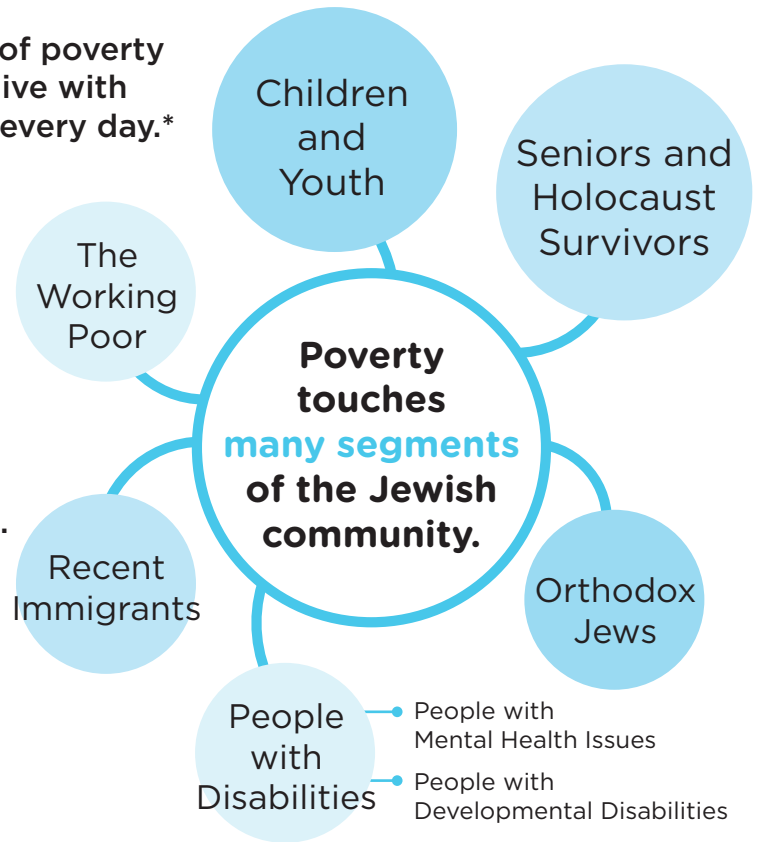 of poverty
ive with
every day.*
Children
and
Youth
Seniors and
Holocaust
Survivors
The
Working
Poor
Poverty
touches
many segments
of the Jewish
community.
.
Recent
Immigrants
Orthodox
Jews
People
with
Disabilities
People with
Mental Health Issues
People with
Developmental Disabilities